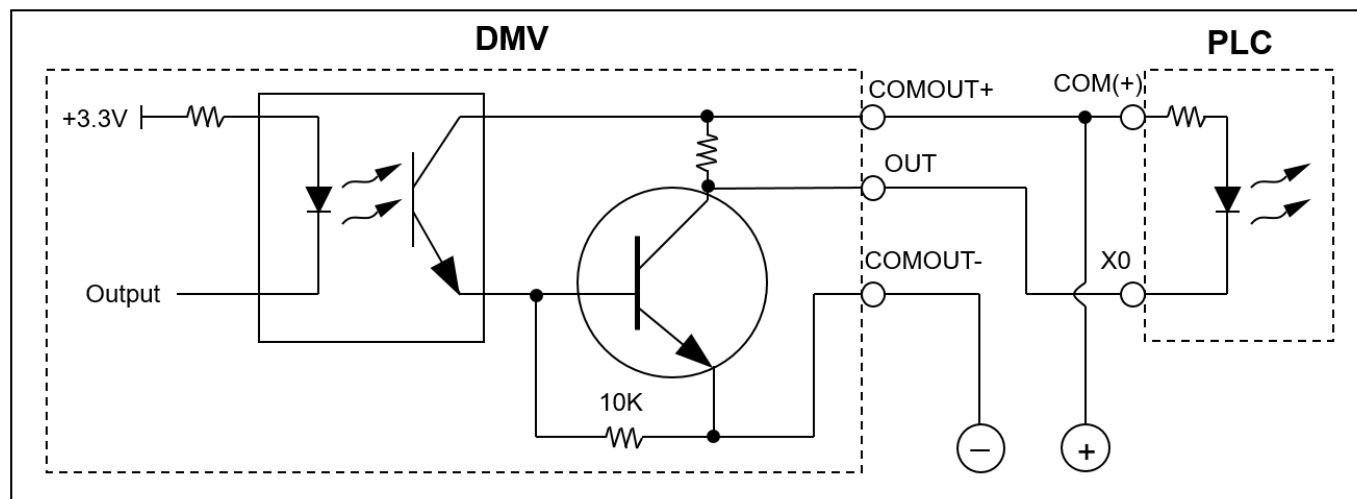 DMV
PLC
COMOUT+
COM(+)
+3.3V
OUT
COMOUT-
X0
Output
10K
−
+